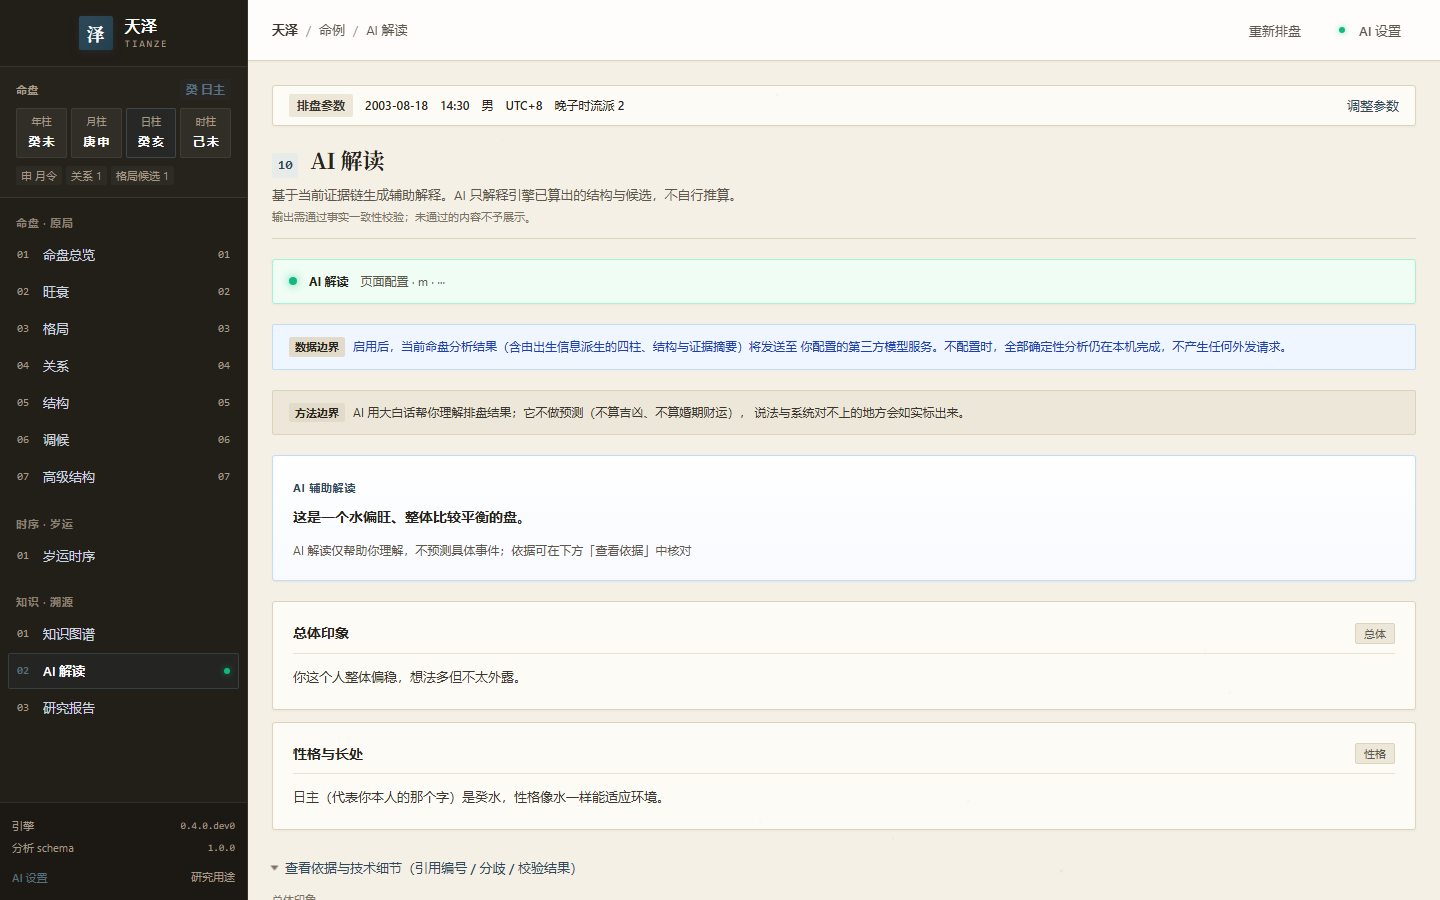 泽 天泽
TIANZE
命盘 癸 日主
年柱 月柱 日柱 时柱
癸未 庚申 癸亥 己未
申 月令 关系 1 格局候选 1
命盘 · 原局
01 命盘总览 01
02 旺衰 02
03 格局 03
04 关系 04
05 结构 05
06 调候 06
07 高级结构 07
时序 · 岁运
01 岁运时序
知识 · 溯源
01 知识图谱
02 AI 解读
03 研究报告
引擎 0.4.0.dev0
分析 schema 1.0.0
AI 设置 研究用途
天泽 / 命例 / AI 解读 重新排盘 AI 设置
排盘参数 2003-08-18 14:30 男 UTC+8 晚子时流派 2 调整参数
10 AI 解读
基于当前证据链生成辅助解释。AI 只解释引擎已算出的结构与候选，不自行推算。
输出需通过事实一致性校验；未通过的内容不予展示。
AI 解读 页面配置 · m · ···
数据边界 启用后，当前命盘分析结果（含由出生信息派生的四柱、结构与证据摘要）将发送至 你配置的第三方模型服务。不配置时，全部确定性分析仍在本机完成，不产生任何外发请求。
方法边界 AI 用大白话帮你理解排盘结果；它不做预测（不算吉凶、不算婚期财运）， 说法与系统对不上的地方会如实标出来。
AI 辅助解读
这是一个水偏旺、整体比较平衡的盘。
AI 解读仅帮助你理解，不预测具体事件；依据可在下方「查看依据」中核对
总体印象 总体
你这个人整体偏稳，想法多但不太外露。
性格与长处 性格
日主（代表你本人的那个字）是癸水，性格像水一样能适应环境。
查看依据与技术细节（引用编号 / 分歧 / 校验结果）
总体印象